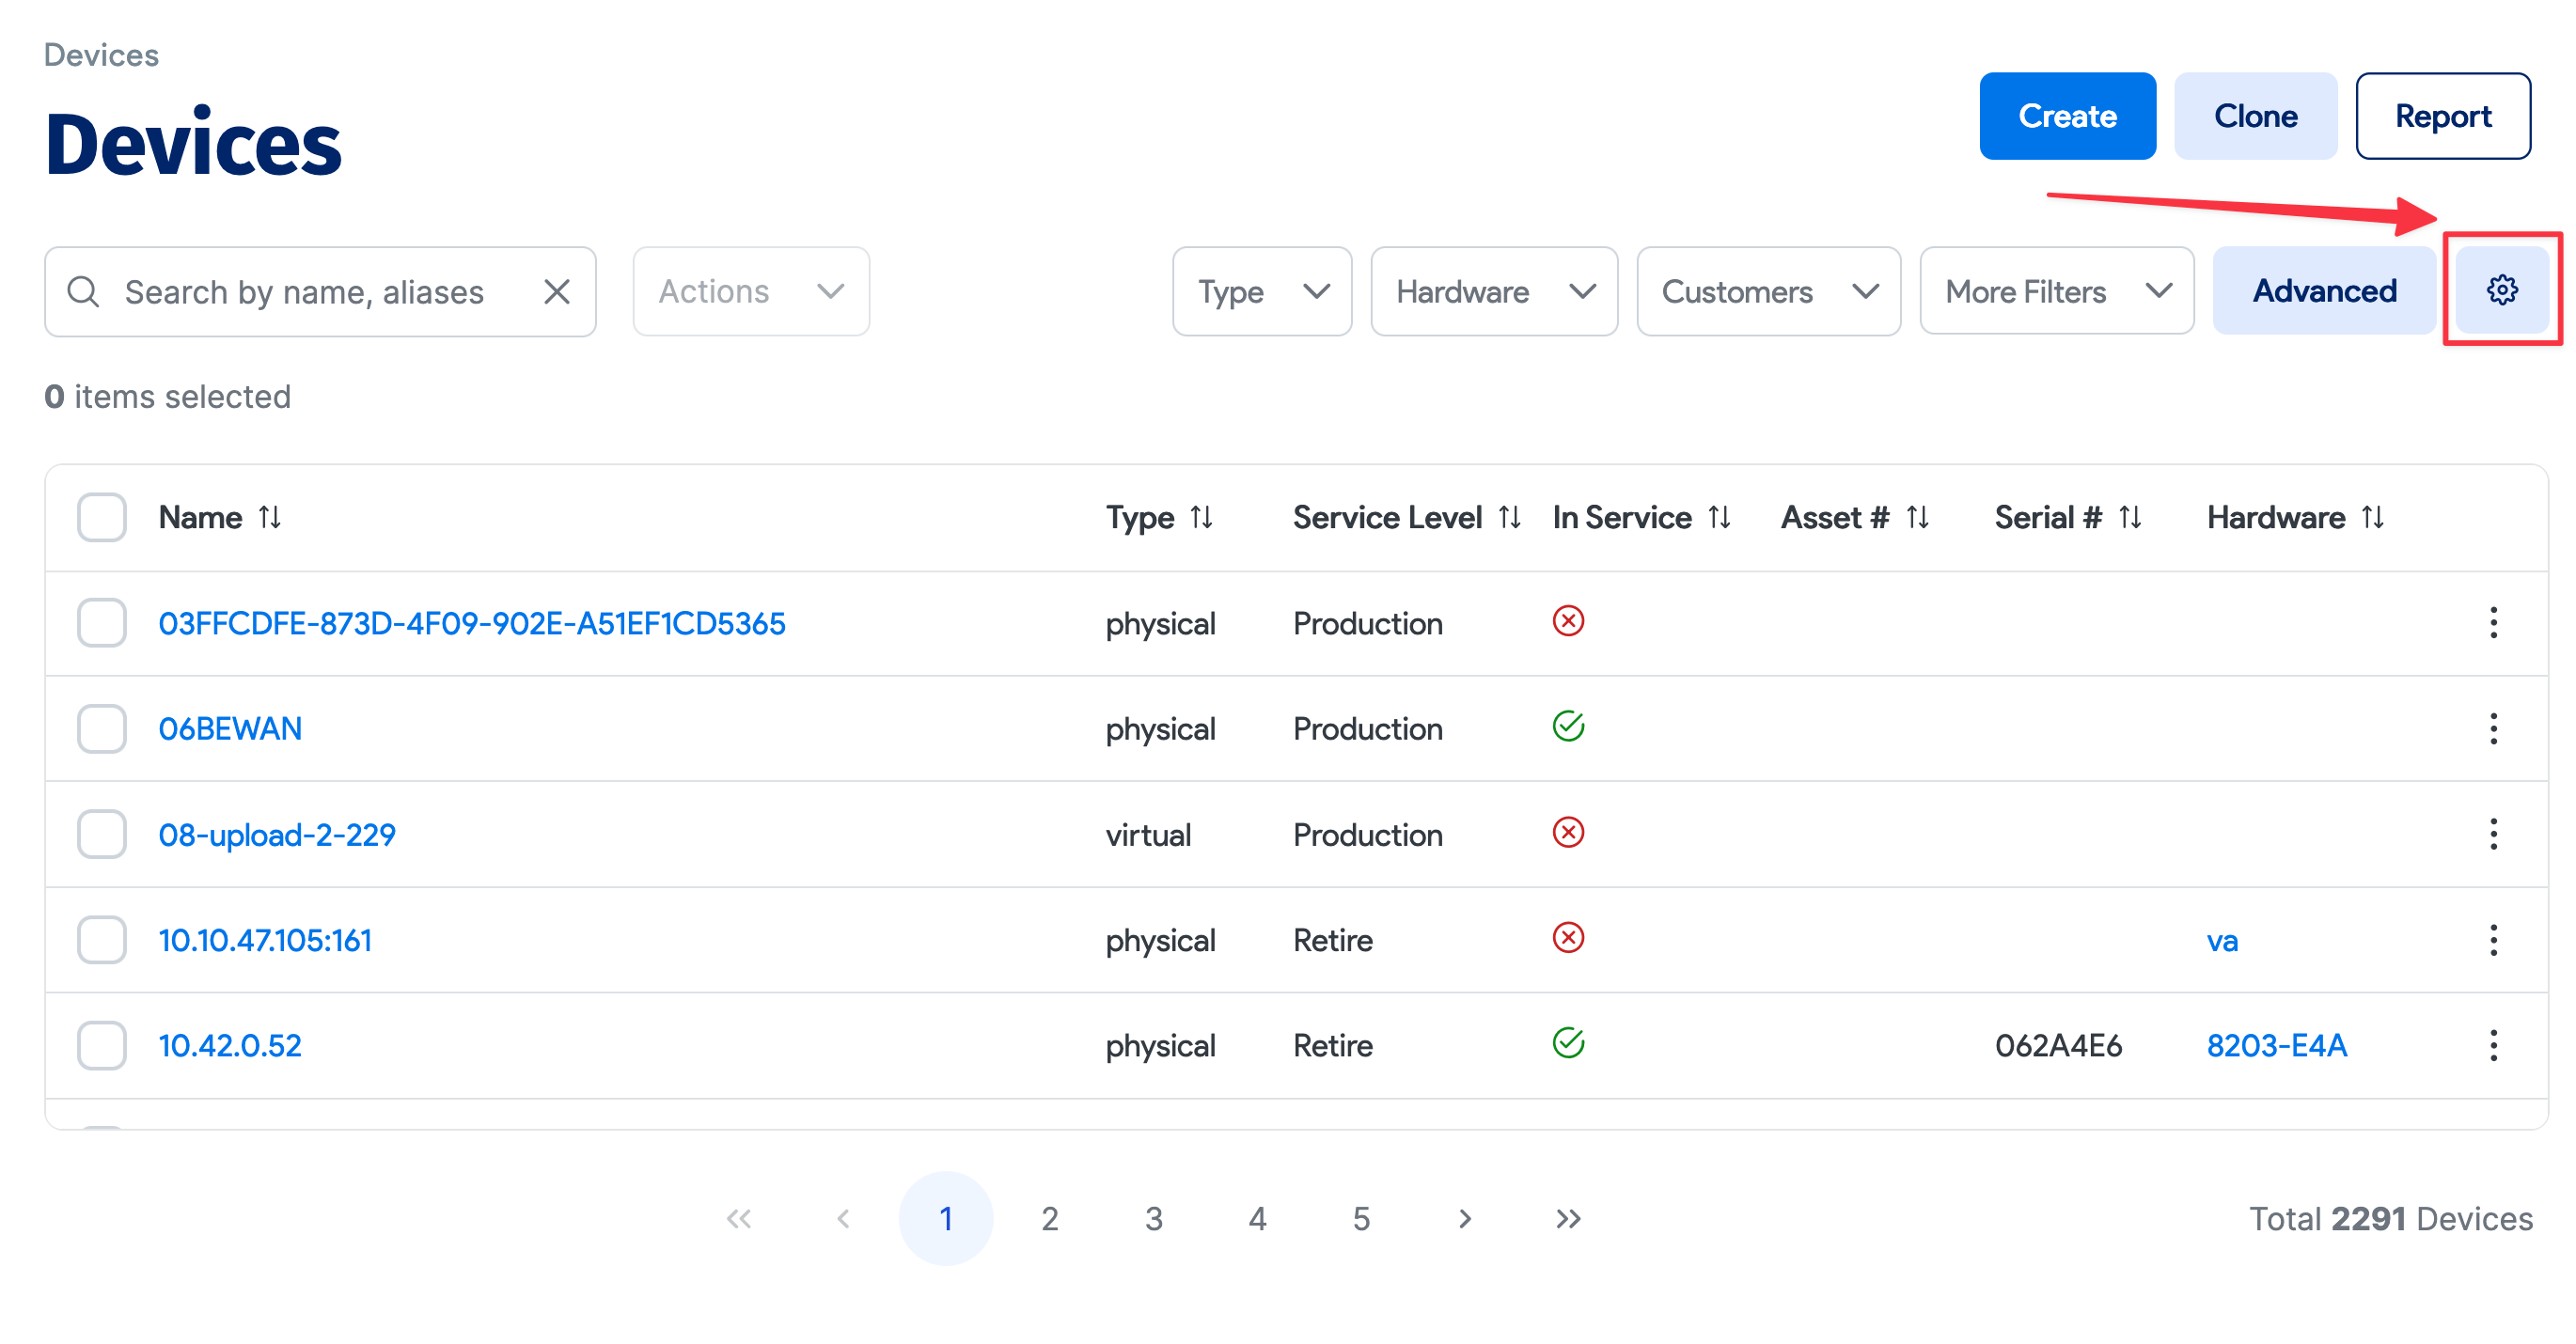 Devices
Devices
Create Clone Report
Search by name, aliases Actions Type Hardware Customers More Filters Advanced
0 items selected
Name Type Service Level In Service Asset # Serial # Hardware
03FFCDFE-873D-4F09-902E-A51EF1CD5365 physical Production
06BEWAN physical Production
08-upload-2-229 virtual Production
10.10.47.105:161 physical Retire va
10.42.0.52 physical Retire 062A4E6 8203-E4A
1 2 3 4 5 Total 2291 Devices